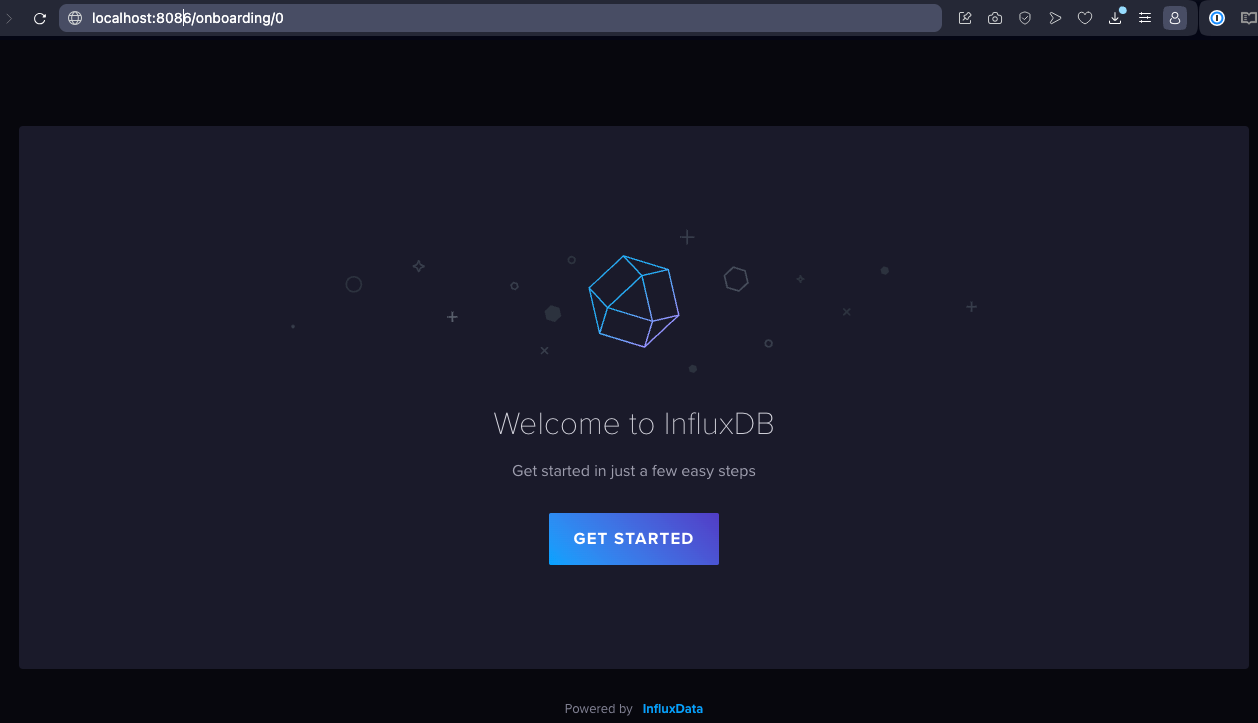 localhost:8086/onboarding/0
Welcome to InfluxDB
Get started in just a few easy steps
GET STARTED
Powered by InfluxData